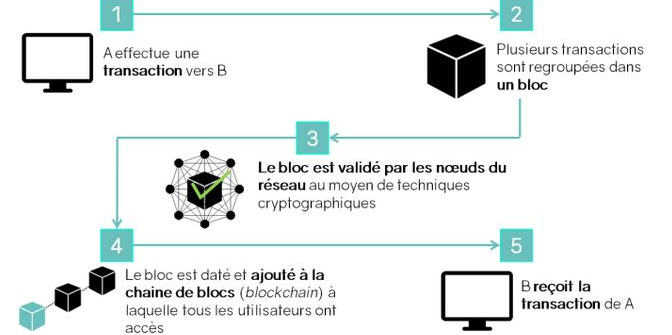 1
A effectue une
transaction vers B
2
Plusieurs transactions
sont regroupées dans
un bloc
3
Le bloc est validé par les nœuds du
réseau au moyen de techniques
cryptographiques
4
Le bloc est daté et ajouté à la
chaine de blocs (blockchain) à
laquelle tous les utilisateurs ont
accès
5
B reçoit la
transaction de A